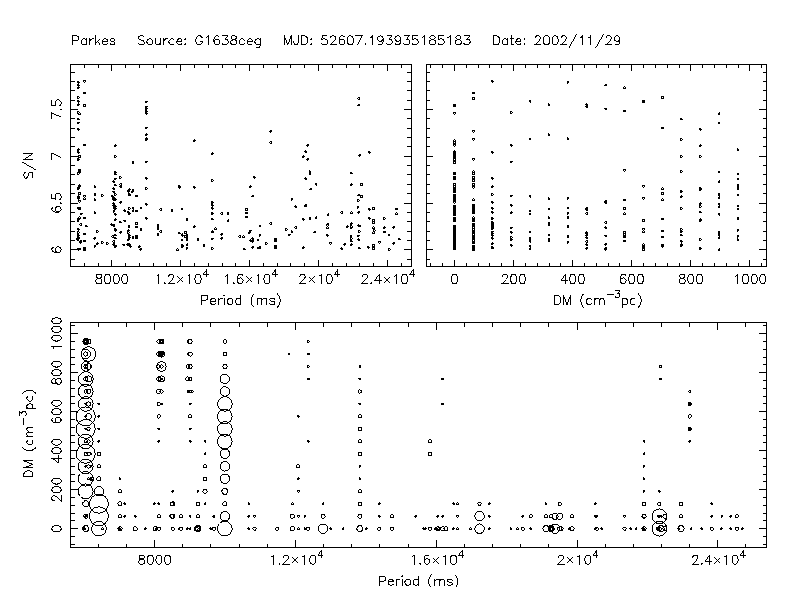 Parkes Source: G1638ceg MJD: 52607.193935185183 Date: 2002/11/29
S/N
7.5
7
6.5
6
8000 1.2×10⁴ 1.6×10⁴ 2×10⁴ 2.4×10⁴
Period (ms)
0 200 400 600 800 1000
DM (cm⁻³pc)
DM (cm⁻³pc)
1000
800
600
400
200
0
8000 1.2×10⁴ 1.6×10⁴ 2×10⁴ 2.4×10⁴
Period (ms)